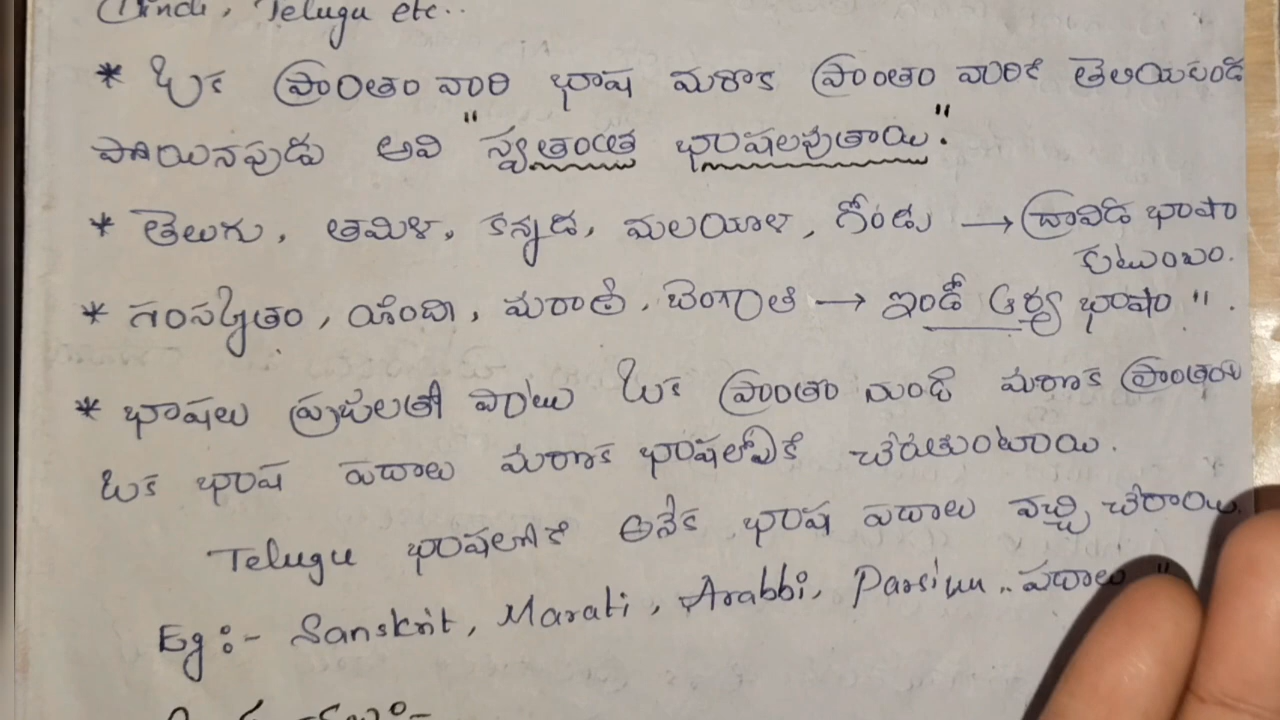 Hindi, Telugu etc..
* ఒక ప్రాంతం వారి భాష మరొక ప్రాంతం వారికి తెలియకుండ
పోయినపుడు అవి "స్వతంత్ర భాషలవుతాయి".
* తెలుగు, తమిళ, కన్నడ, మలయాళ, గోండు → ద్రావిడ భాషా
కుటుంబం.
* సంస్కృతం, హిందీ, మరాఠి, బెంగాలి → ఇండో ఆర్య భాషా ".
* భాషలు ప్రజలతో పాటు ఒక ప్రాంతం నుండి మరొక ప్రాంతంకు
ఒక భాష పదాలు మరొక భాషలోకి చేరుతుంటాయి.
Telugu భాషలోకి అనేక భాష పదాలు వచ్చి చేరాయి.
Eg:- Sanskrit, Marati, Arabbi, .. పదాలు "